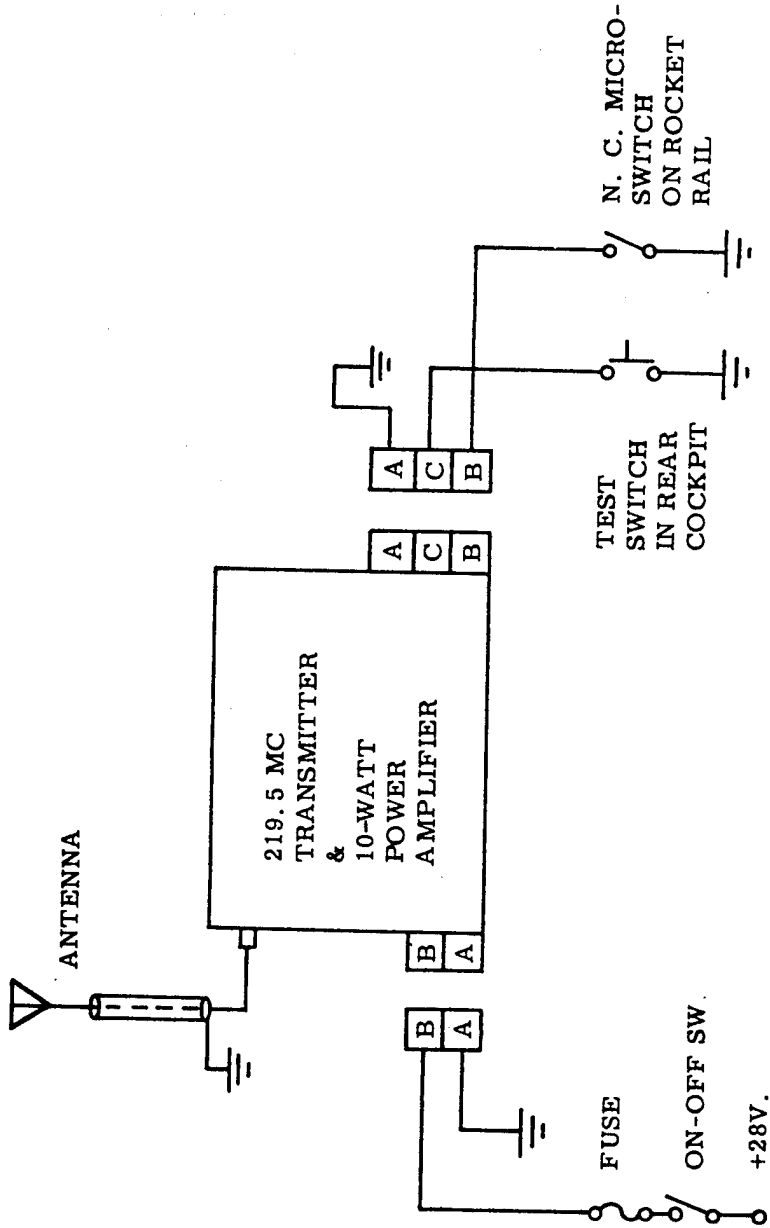 ANTENNA
219.5 MC
TRANSMITTER
&
10-WATT
POWER
AMPLIFIER
B
A
B
A
A
C
B
A
C
B
FUSE
ON-OFF SW.
+28V.
TEST
SWITCH
IN REAR
COCKPIT
N. C. MICRO-
SWITCH
ON ROCKET
RAIL